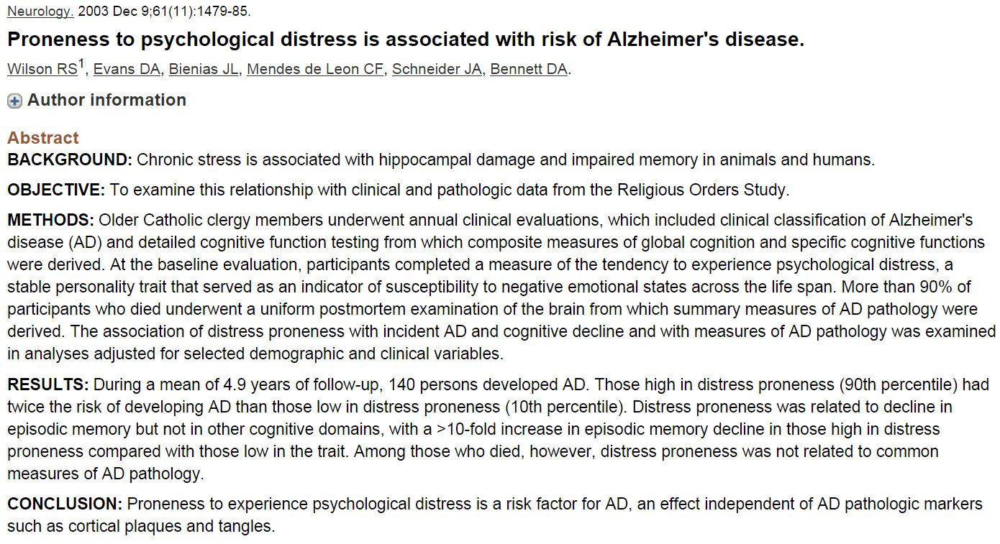 Neurology. 2003 Dec 9;61(11):1479-85.
Proneness to psychological distress is associated with risk of Alzheimer's disease.
Wilson RS1, Evans DA, Bienias JL, Mendes de Leon CF, Schneider JA, Bennett DA.
Author information
Abstract
BACKGROUND: Chronic stress is associated with hippocampal damage and impaired memory in animals and humans.
OBJECTIVE: To examine this relationship with clinical and pathologic data from the Religious Orders Study.
METHODS: Older Catholic clergy members underwent annual clinical evaluations, which included clinical classification of Alzheimer's
disease (AD) and detailed cognitive function testing from which composite measures of global cognition and specific cognitive functions
were derived. At the baseline evaluation, participants completed a measure of the tendency to experience psychological distress, a
stable personality trait that served as an indicator of susceptibility to negative emotional states across the life span. More than 90% of
participants who died underwent a uniform postmortem examination of the brain from which summary measures of AD pathology were
derived. The association of distress proneness with incident AD and cognitive decline and with measures of AD pathology was examined
in analyses adjusted for selected demographic and clinical variables.
RESULTS: During a mean of 4.9 years of follow-up, 140 persons developed AD. Those high in distress proneness (90th percentile) had
twice the risk of developing AD than those low in distress proneness (10th percentile). Distress proneness was related to decline in
episodic memory but not in other cognitive domains, with a >10-fold increase in episodic memory decline in those high in distress
proneness compared with those low in the trait. Among those who died, however, distress proneness was not related to common
measures of AD pathology.
CONCLUSION: Proneness to experience psychological distress is a risk factor for AD, an effect independent of AD pathologic markers
such as cortical plaques and tangles.